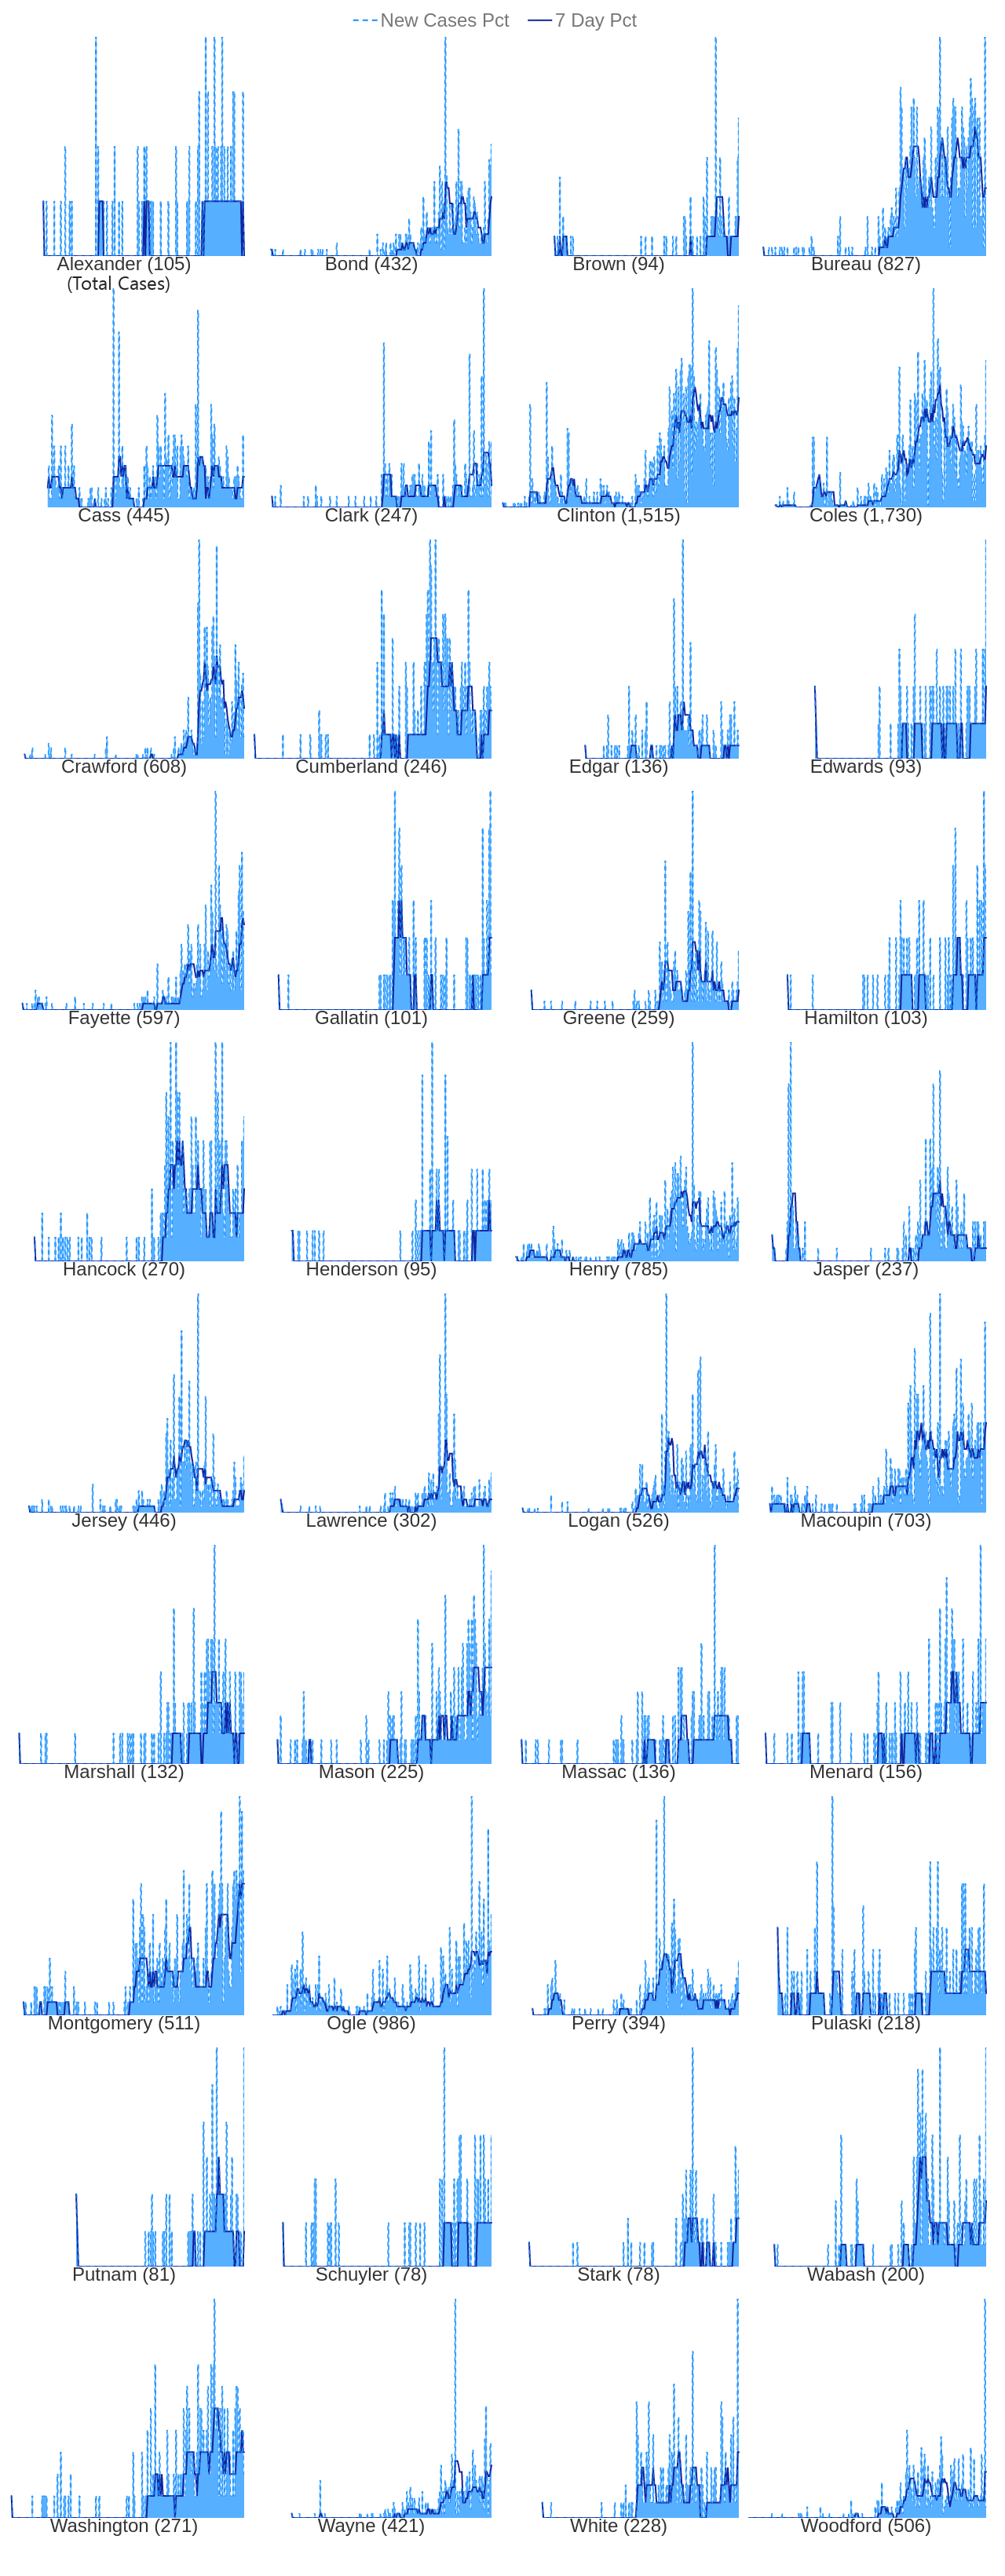 New Cases Pct 7 Day Pct
Alexander (105) Bond (432) Brown (94) Bureau (827)
(Total Cases)
Cass (445) Clark (247) Clinton (1,515) Coles (1,730)
Crawford (608) Cumberland (246) Edgar (136) Edwards (93)
Fayette (597) Gallatin (101) Greene (259) Hamilton (103)
Hancock (270) Henderson (95) Henry (785) Jasper (237)
Jersey (446) Lawrence (302) Logan (526) Macoupin (703)
Marshall (132) Mason (225) Massac (136) Menard (156)
Montgomery (511) Ogle (986) Perry (394) Pulaski (218)
Putnam (81) Schuyler (78) Stark (78) Wabash (200)
Washington (271) Wayne (421) White (228) Woodford (506)